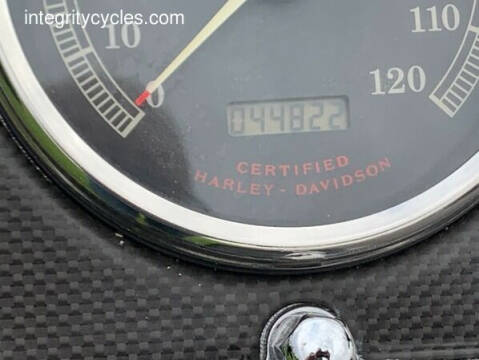 integritycycles.com
10
110
0
120
044822
CERTIFIED
HARLEY-DAVIDSON